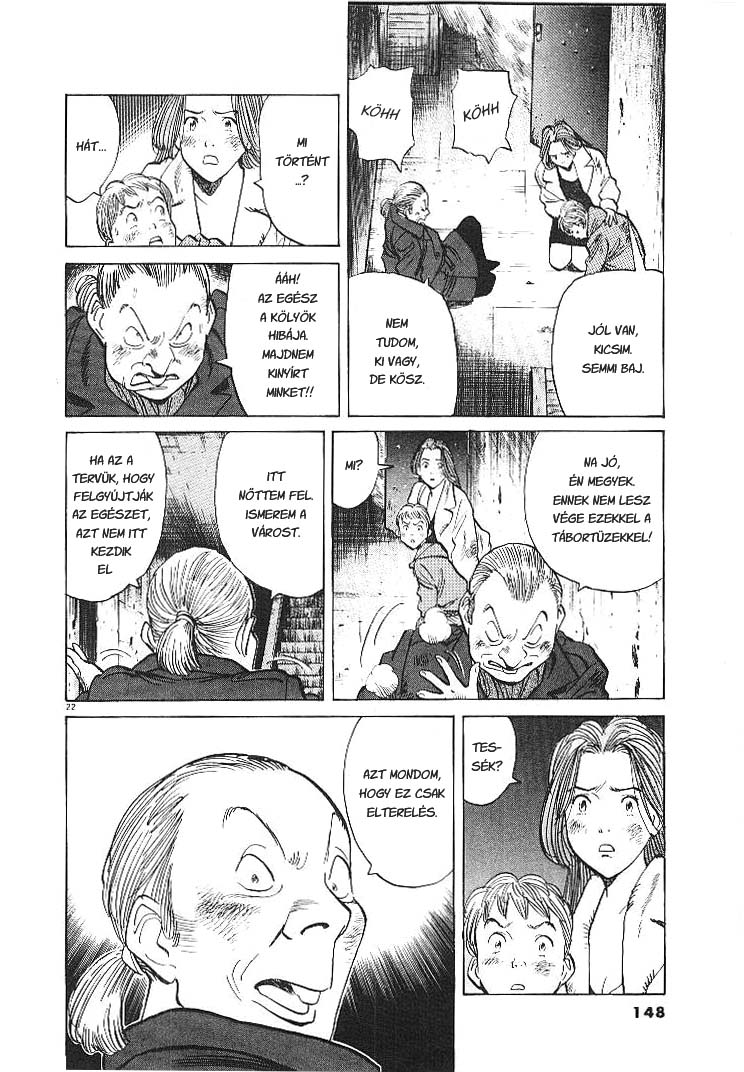 KÖHH
KÖHH
JÓL VAN,
KICSIM.
SEMMI BAJ.
NEM
TUDOM,
KI VAGY,
DE KÖSZ.
MI
TÖRTÉNT
...?
HÁT...
ÁÁH!
AZ EGÉSZ
A KÖLYÖK
HIBÁJA.
MAJDNEM
KINYÍRT
MINKET!!
NA JÓ,
ÉN MEGYEK.
ENNEK NEM LESZ
VÉGE EZEKKEL A
TÁBORTÜZEKKEL!
MI?
ITT
NŐTTEM FEL.
ISMEREM A
VÁROST.
HA AZ A
TERVÜK, HOGY
FELGYÚJTJÁK
AZ EGÉSZET,
AZT NEM ITT
KEZDIK
EL
22
TES-
SÉK?
AZT MONDOM,
HOGY EZ CSAK
ELTERELÉS.
148